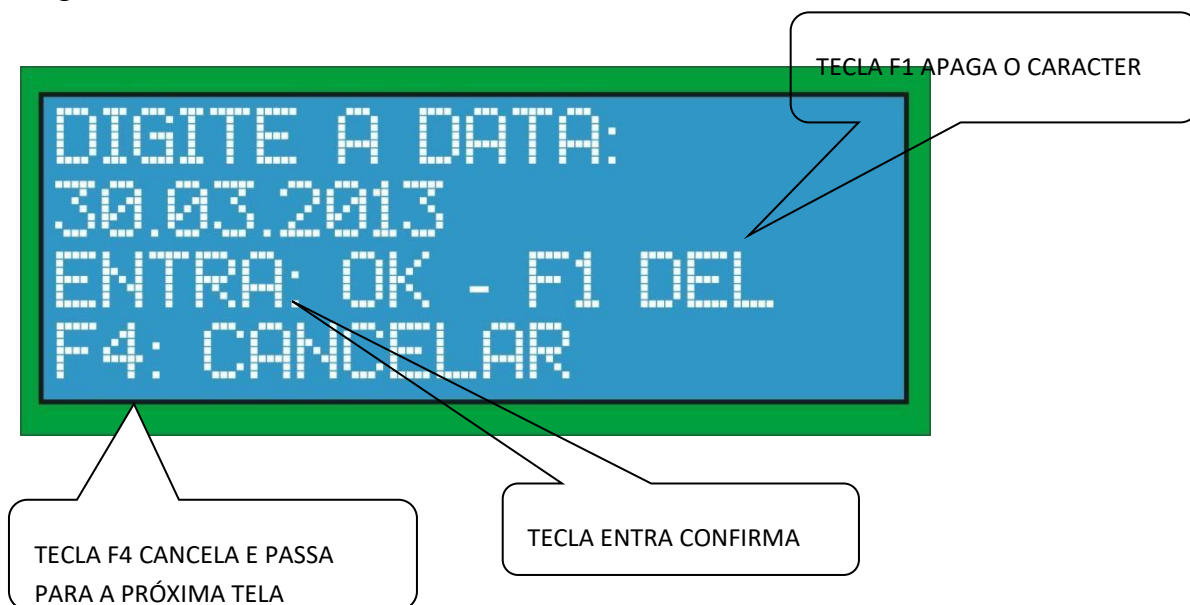 TECLA F1 APAGA O CARACTER
DIGITE A DATA:
30.03.2013
ENTRA: OK - F1 DEL
F4: CANCELAR
TECLA ENTRA CONFIRMA
TECLA F4 CANCELA E PASSA
PARA A PRÓXIMA TELA